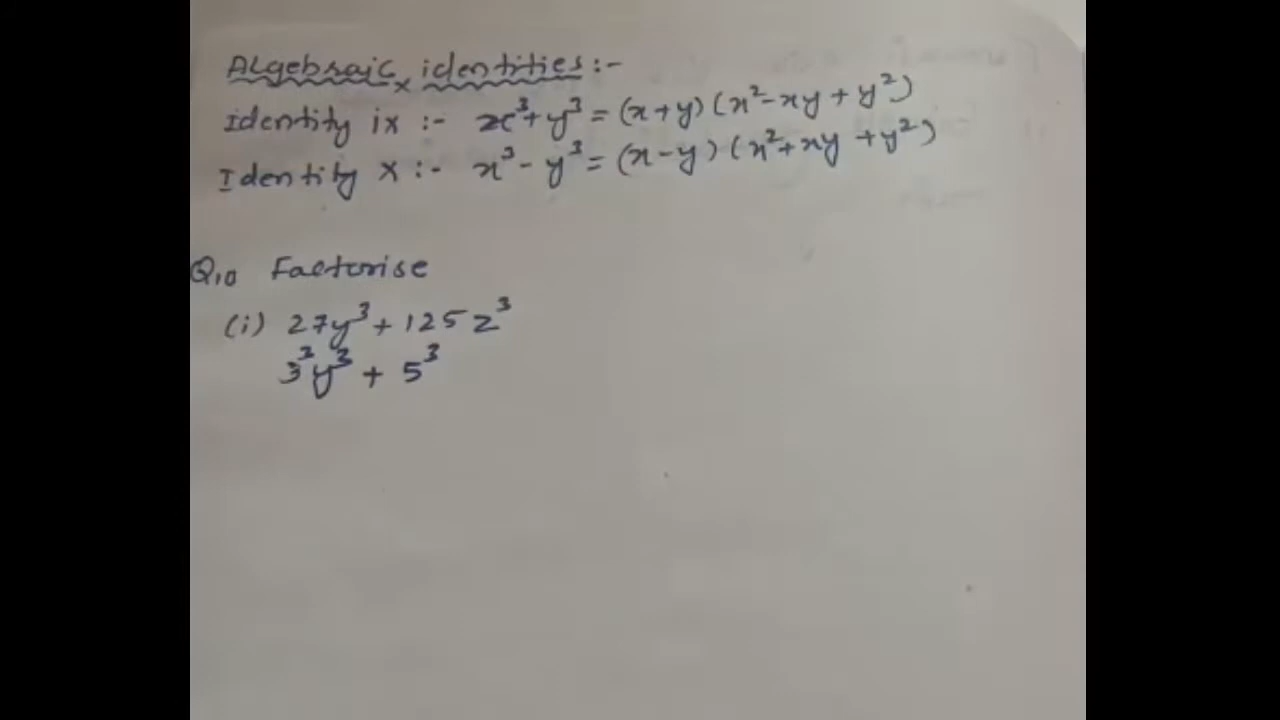 Algebraic identities :-
Identity ix :- x³+y³ = (x+y) (x²-xy+y²)
Identity x :- x³-y³ = (x-y) (x²+xy+y²)
Q10 Factorise
(i) 27y³+125z³
3³y³ + 5³